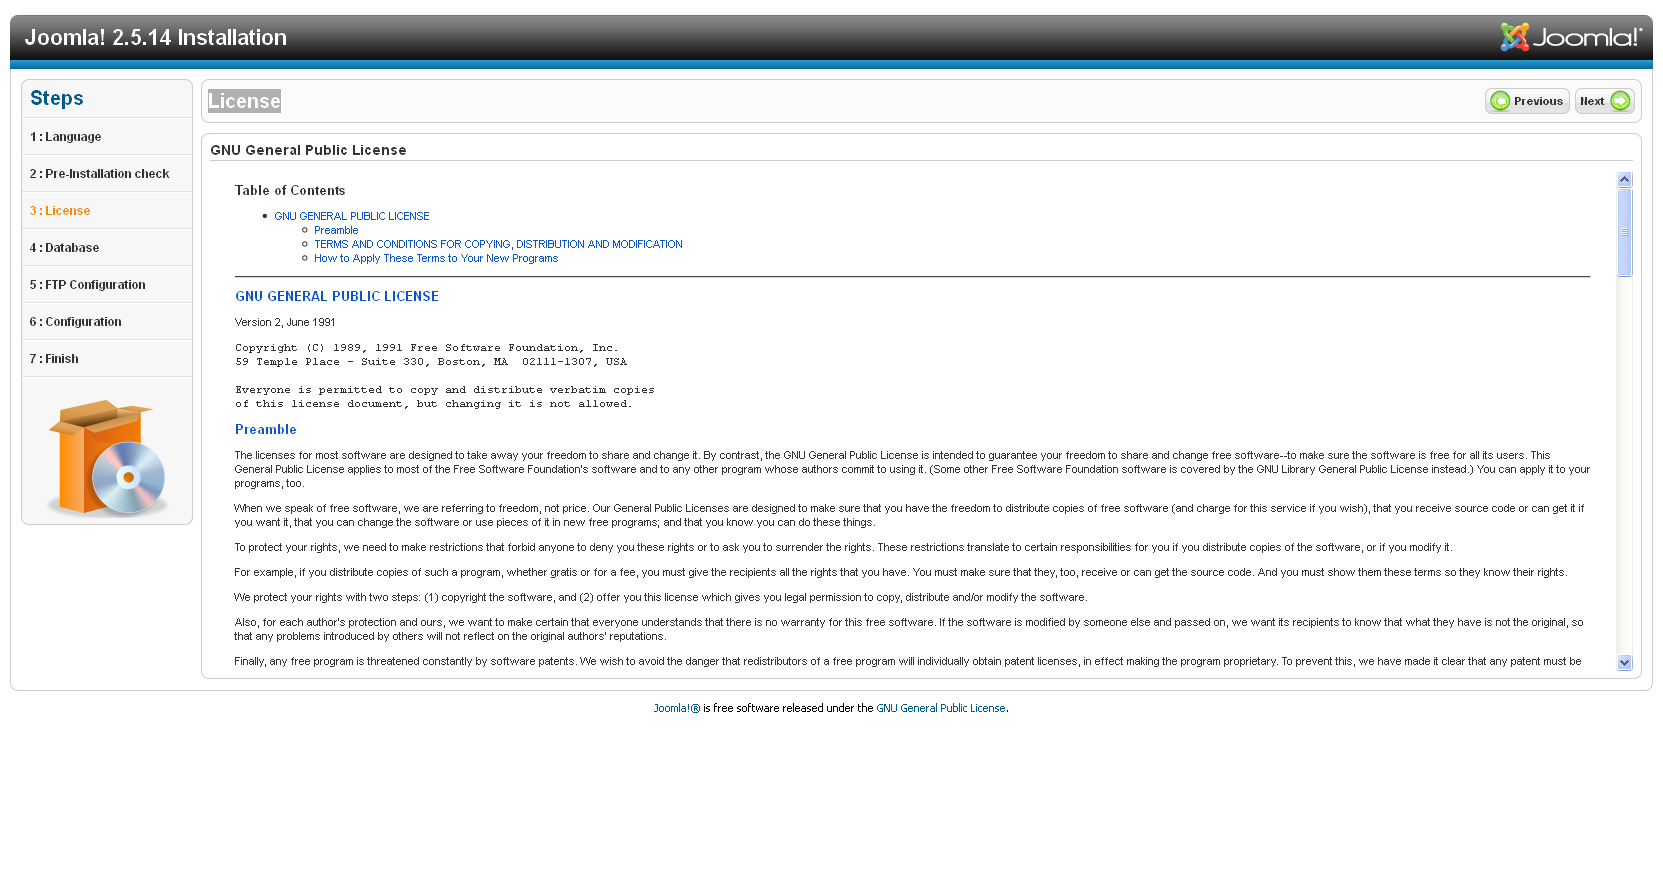 Joomla! 2.5.14 Installation
Joomla!®
Steps
1 : Language
2 : Pre-Installation check
3 : License
4 : Database
5 : FTP Configuration
6 : Configuration
7 : Finish
License
Previous
Next
GNU General Public License
Table of Contents
GNU GENERAL PUBLIC LICENSE
Preamble
TERMS AND CONDITIONS FOR COPYING, DISTRIBUTION AND MODIFICATION
How to Apply These Terms to Your New Programs
GNU GENERAL PUBLIC LICENSE
Version 2, June 1991
Copyright (C) 1989, 1991 Free Software Foundation, Inc.
59 Temple Place - Suite 330, Boston, MA  02111-1307, USA
Everyone is permitted to copy and distribute verbatim copies
of this license document, but changing it is not allowed.
Preamble
The licenses for most software are designed to take away your freedom to share and change it. By contrast, the GNU General Public License is intended to guarantee your freedom to share and change free software--to make sure the software is free for all its users. This
General Public License applies to most of the Free Software Foundation's software and to any other program whose authors commit to using it. (Some other Free Software Foundation software is covered by the GNU Library General Public License instead.) You can apply it to your
programs, too.
When we speak of free software, we are referring to freedom, not price. Our General Public Licenses are designed to make sure that you have the freedom to distribute copies of free software (and charge for this service if you wish), that you receive source code or can get it if
you want it, that you can change the software or use pieces of it in new free programs; and that you know you can do these things.
To protect your rights, we need to make restrictions that forbid anyone to deny you these rights or to ask you to surrender the rights. These restrictions translate to certain responsibilities for you if you distribute copies of the software, or if you modify it.
For example, if you distribute copies of such a program, whether gratis or for a fee, you must give the recipients all the rights that you have. You must make sure that they, too, receive or can get the source code. And you must show them these terms so they know their rights.
We protect your rights with two steps: (1) copyright the software, and (2) offer you this license which gives you legal permission to copy, distribute and/or modify the software.
Also, for each author's protection and ours, we want to make certain that everyone understands that there is no warranty for this free software. If the software is modified by someone else and passed on, we want its recipients to know that what they have is not the original, so
that any problems introduced by others will not reflect on the original authors' reputations.
Finally, any free program is threatened constantly by software patents. We wish to avoid the danger that redistributors of a free program will individually obtain patent licenses, in effect making the program proprietary. To prevent this, we have made it clear that any patent must be
Joomla!® is free software released under the GNU General Public License.